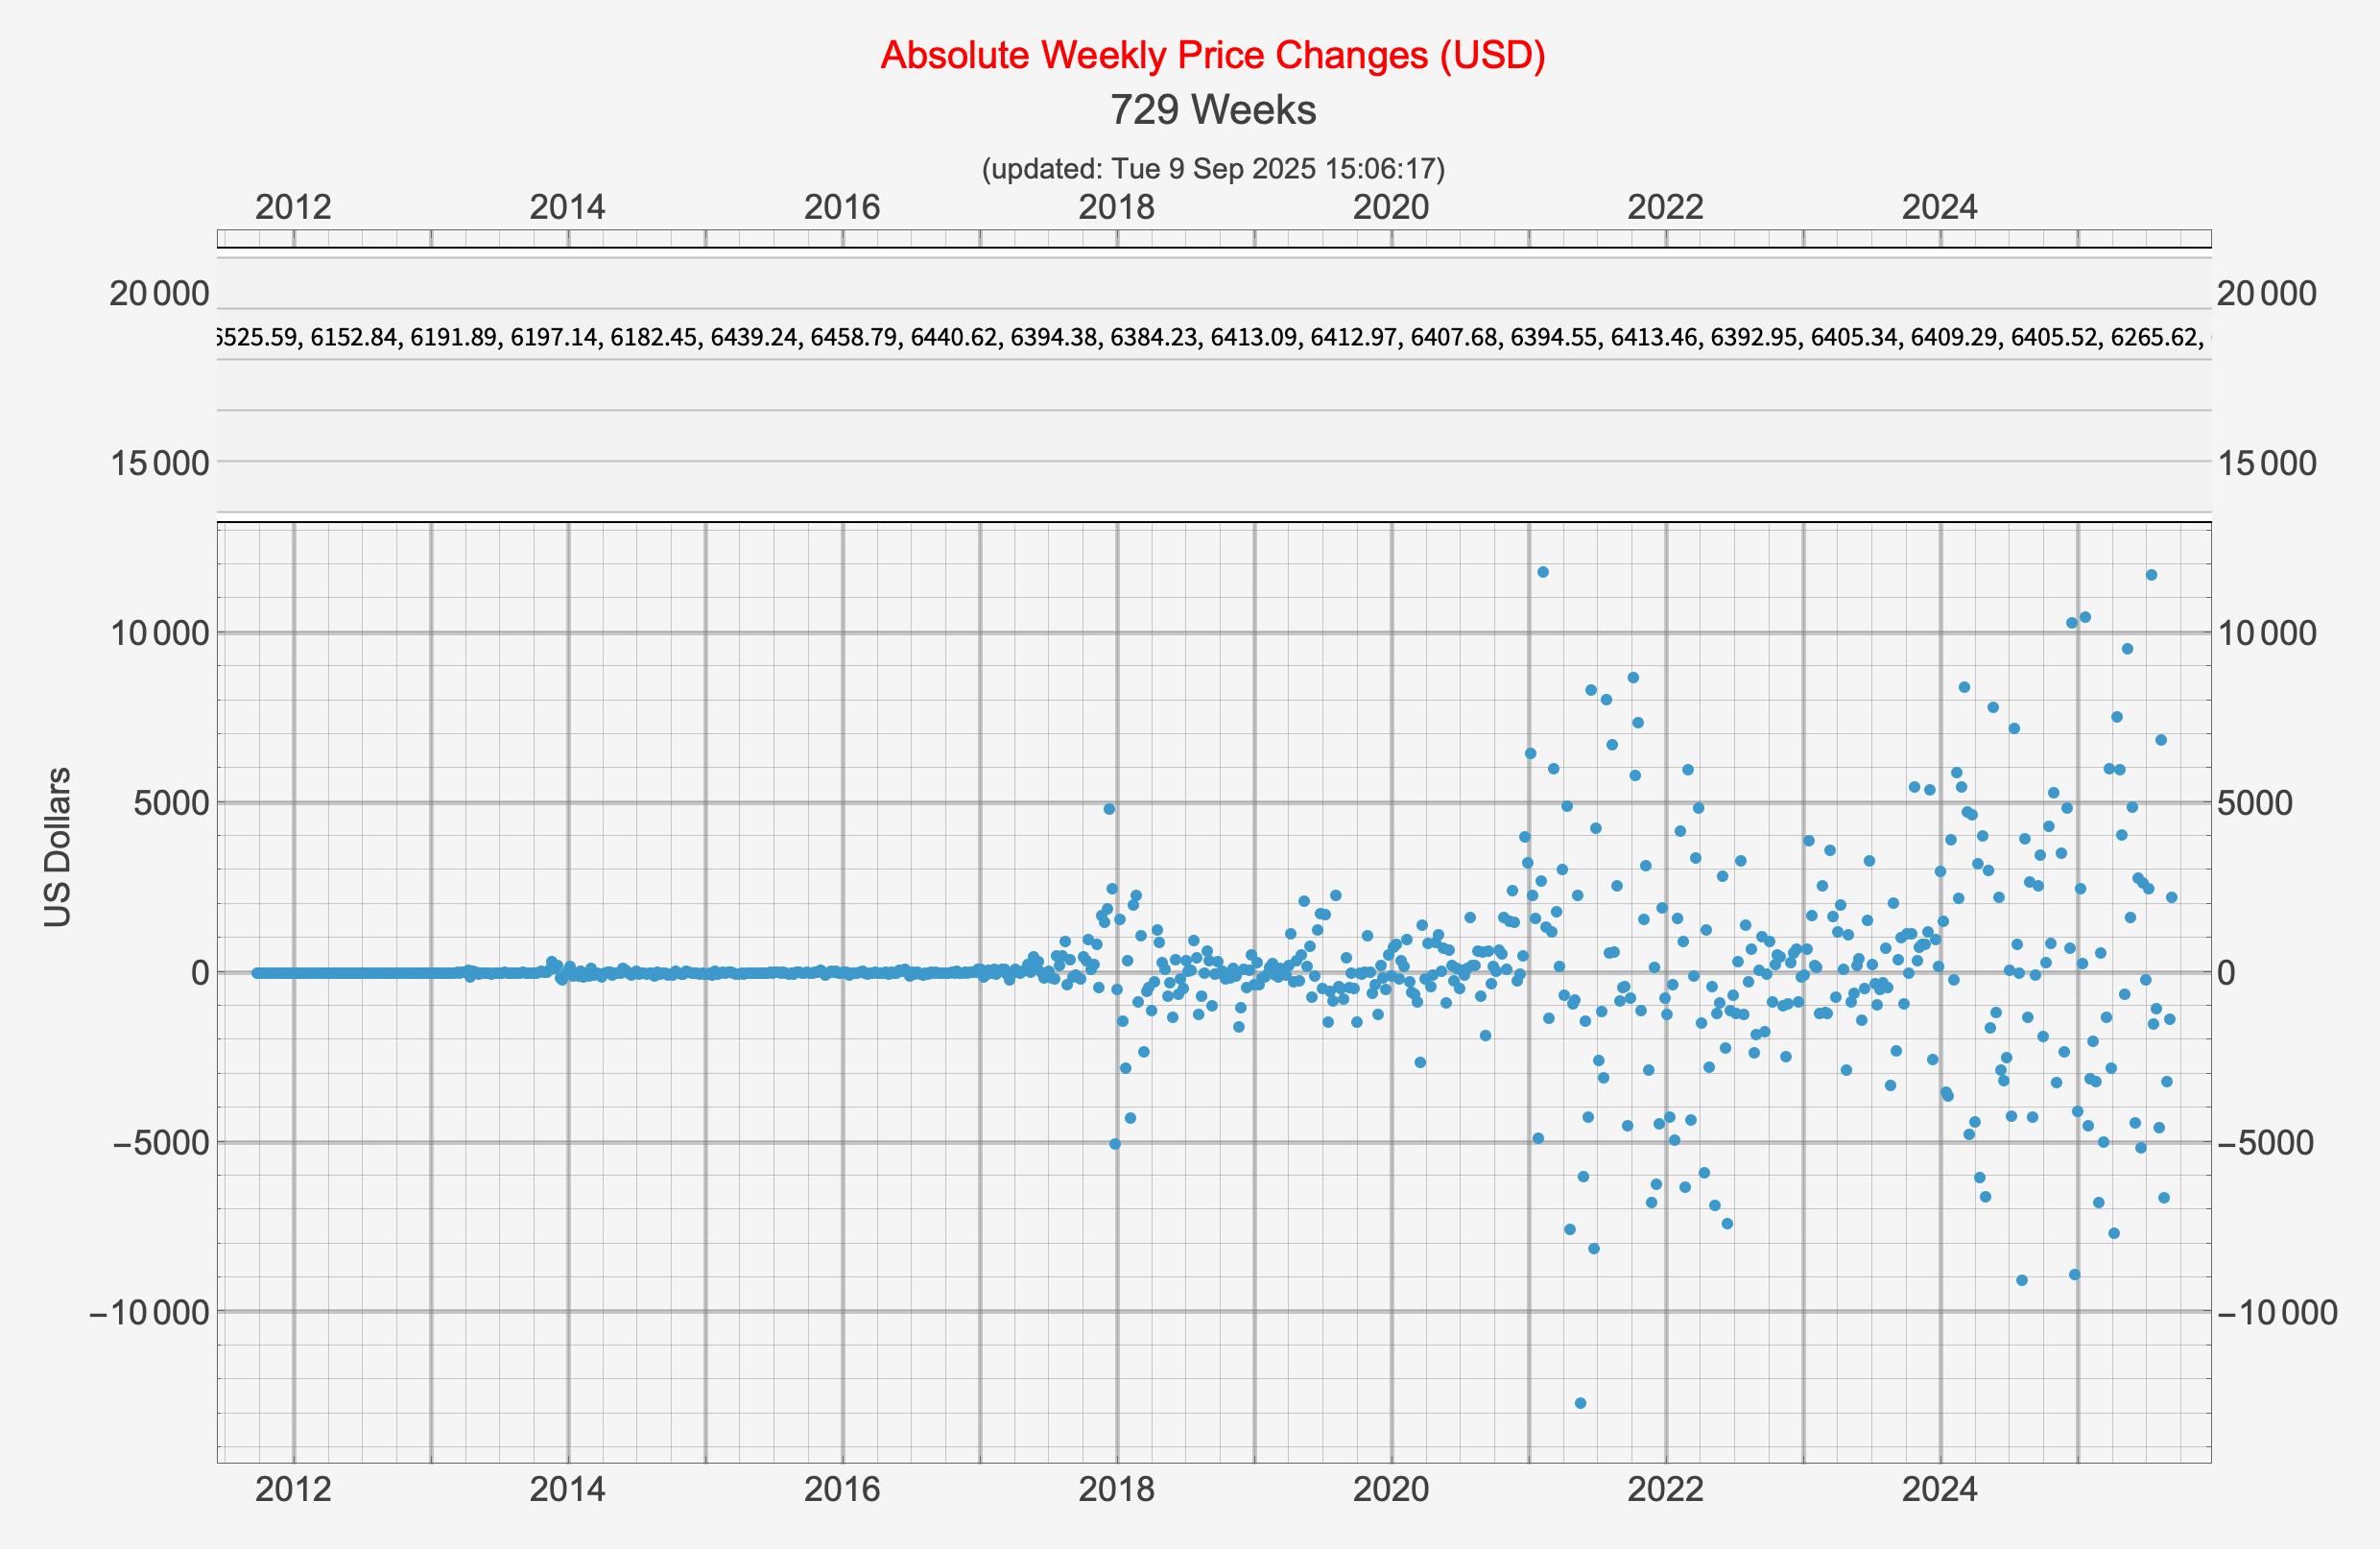 Absolute Weekly Price Changes (USD)
729 Weeks
(updated: Tue 9 Sep 2025 15:06:17)
2012 2014 2016 2018 2020 2022 2024
20 000 20 000
6525.59, 6152.84, 6191.89, 6197.14, 6182.45, 6439.24, 6458.79, 6440.62, 6394.38, 6384.23, 6413.09, 6412.97, 6407.68, 6394.55, 6413.46, 6392.95, 6405.34, 6409.29, 6405.52, 6265.62,
15 000 15 000
10 000 10 000
5000 5000
US Dollars
0 0
−5000 −5000
−10 000 −10 000
2012 2014 2016 2018 2020 2022 2024